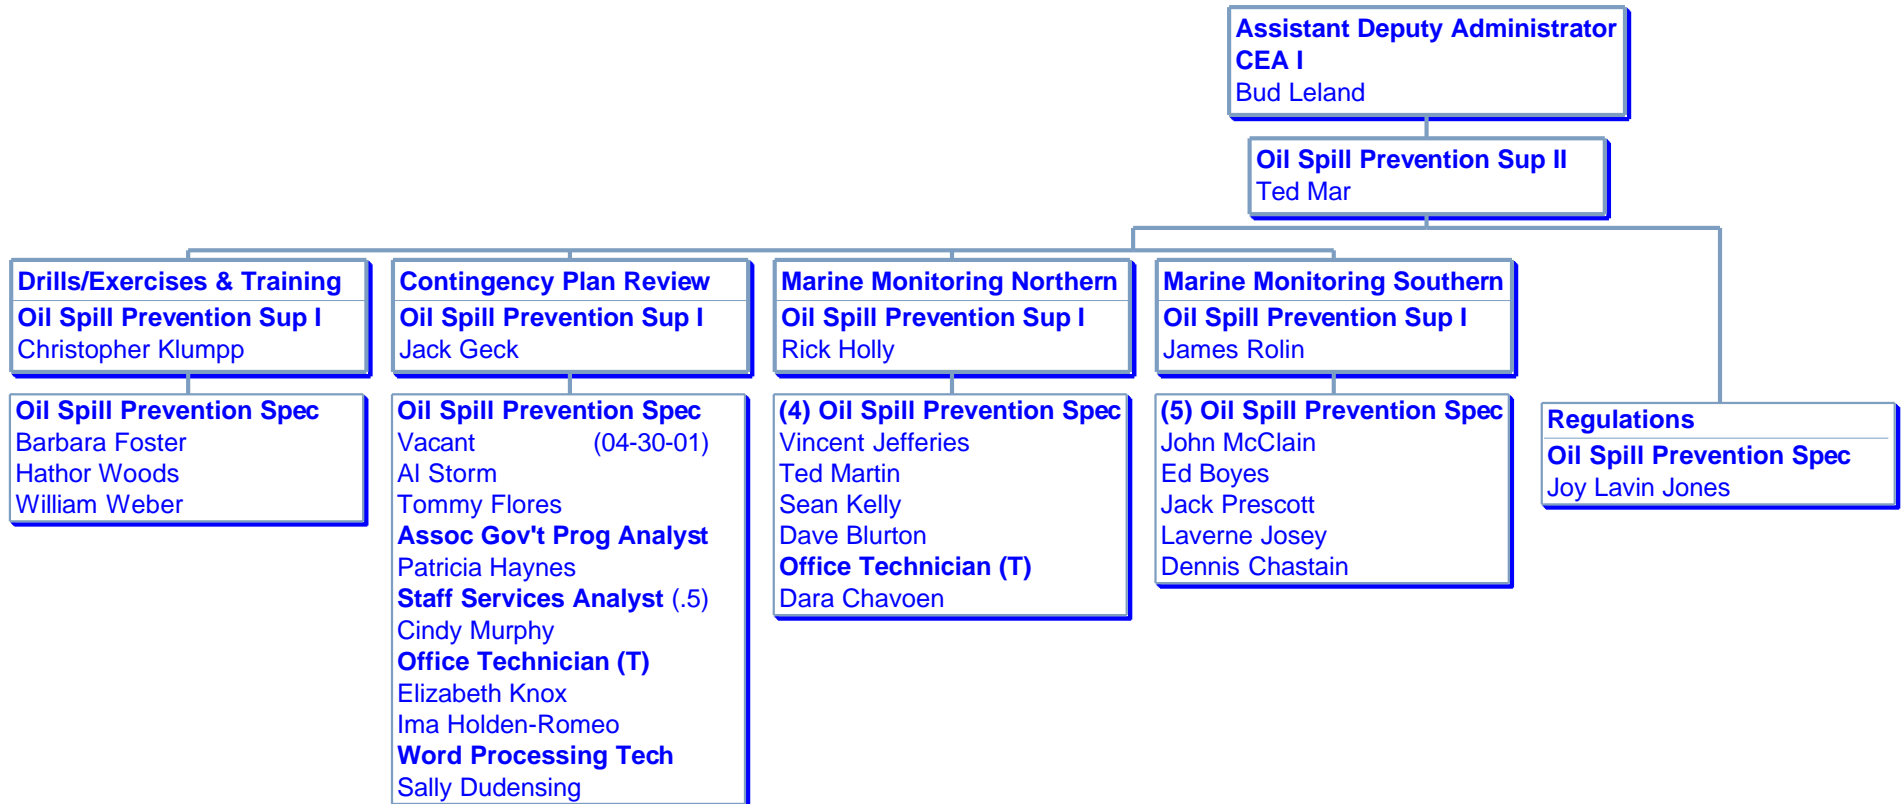 Assistant Deputy Administrator
CEA I
Bud Leland
Oil Spill Prevention Sup II
Ted Mar
Drills/Exercises & Training
Oil Spill Prevention Sup I
Christopher Klumpp
Contingency Plan Review
Oil Spill Prevention Sup I
Jack Geck
Marine Monitoring Northern
Oil Spill Prevention Sup I
Rick Holly
Marine Monitoring Southern
Oil Spill Prevention Sup I
James Rolin
Oil Spill Prevention Spec
Barbara Foster
Hathor Woods
William Weber
Oil Spill Prevention Spec
Vacant (04-30-01)
Al Storm
Tommy Flores
Assoc Gov't Prog Analyst
Patricia Haynes
Staff Services Analyst (.5)
Cindy Murphy
Office Technician (T)
Elizabeth Knox
Ima Holden-Romeo
Word Processing Tech
Sally Dudensing
(4) Oil Spill Prevention Spec
Vincent Jefferies
Ted Martin
Sean Kelly
Dave Blurton
Office Technician (T)
Dara Chavoen
(5) Oil Spill Prevention Spec
John McClain
Ed Boyes
Jack Prescott
Laverne Josey
Dennis Chastain
Regulations
Oil Spill Prevention Spec
Joy Lavin Jones